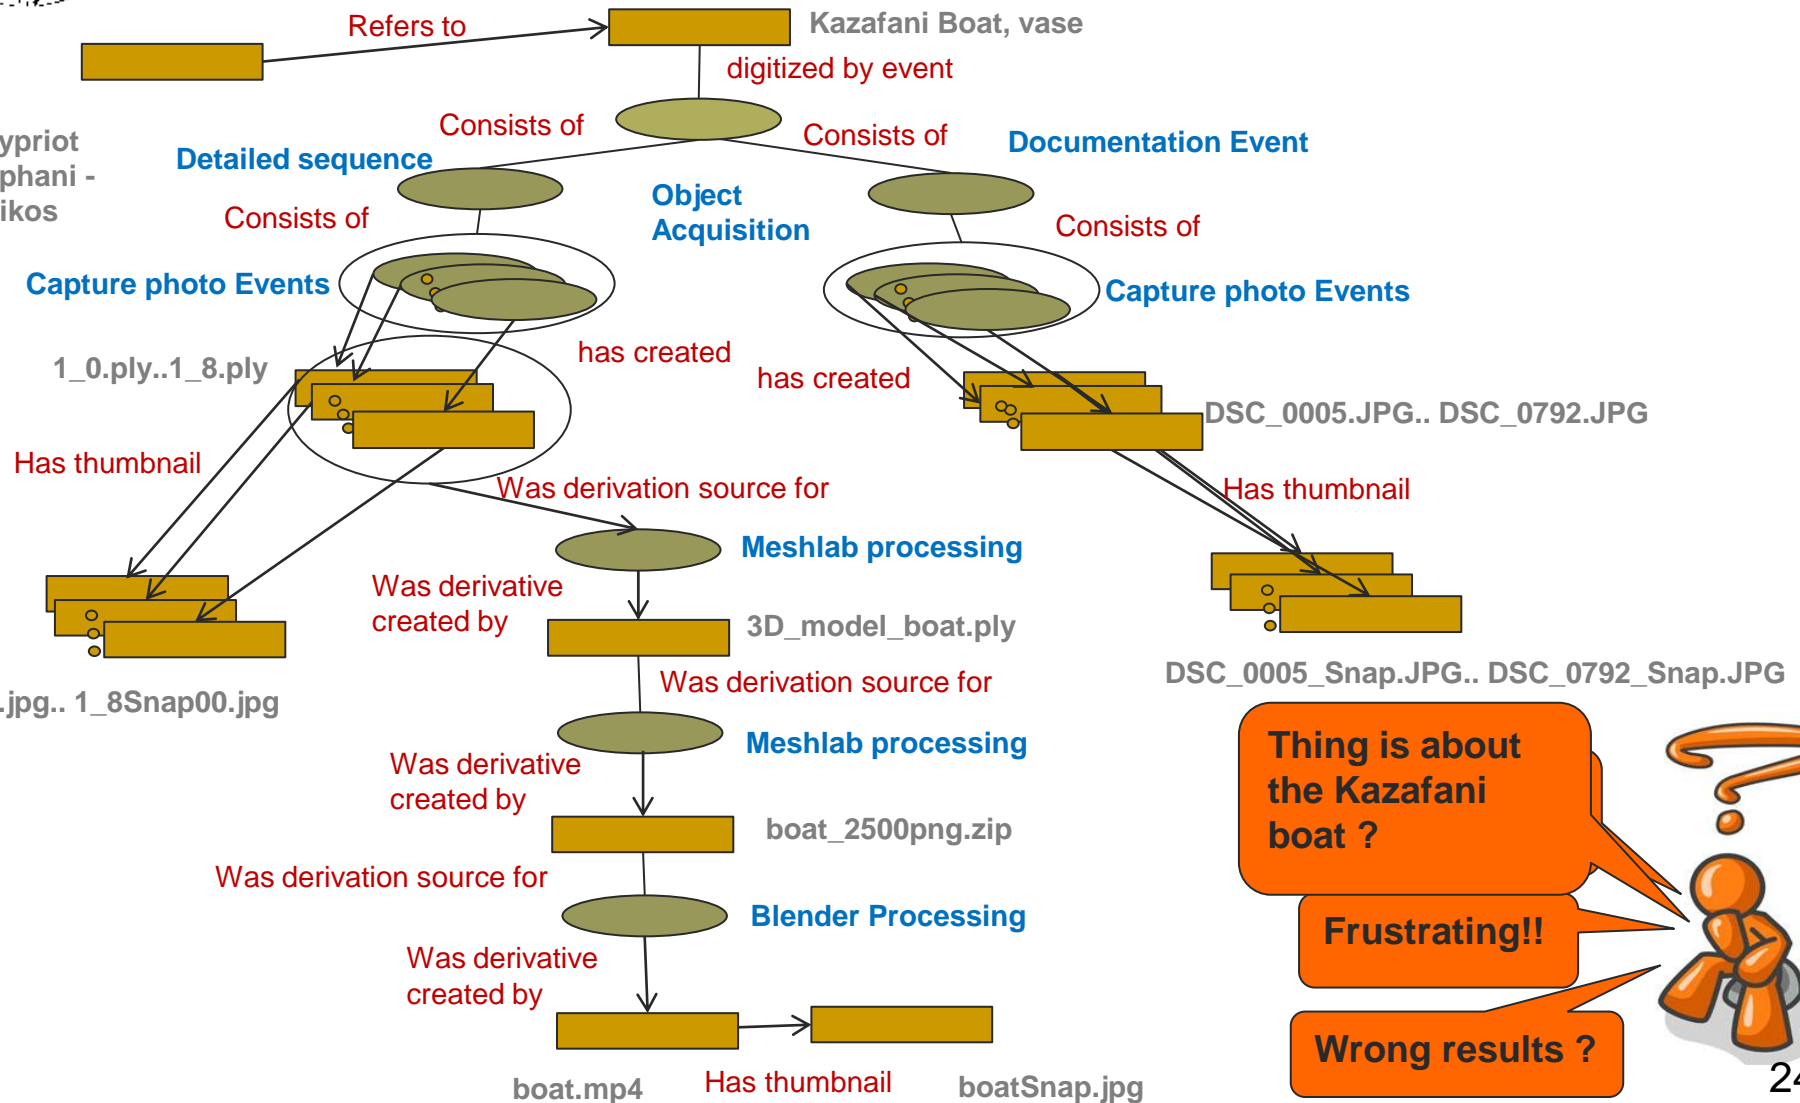 Refers to
Kazafani Boat, vase
digitized by event
Consists of
Consists of
Documentation Event
ypriot
phani -
ikos
Detailed sequence
Object
Acquisition
Consists of
Consists of
Capture photo Events
Capture photo Events
has created
has created
1_0.ply..1_8.ply
DSC_0005.JPG.. DSC_0792.JPG
Has thumbnail
Was derivation source for
Has thumbnail
Meshlab processing
Was derivative
created by
3D_model_boat.ply
Was derivation source for
DSC_0005_Snap.JPG.. DSC_0792_Snap.JPG
.jpg.. 1_8Snap00.jpg
Meshlab processing
Was derivative
created by
boat_2500png.zip
Was derivation source for
Blender Processing
Was derivative
created by
boat.mp4
Has thumbnail
boatSnap.jpg
Thing is about
the Kazafani
boat ?
Frustrating!!
Wrong results ?
24